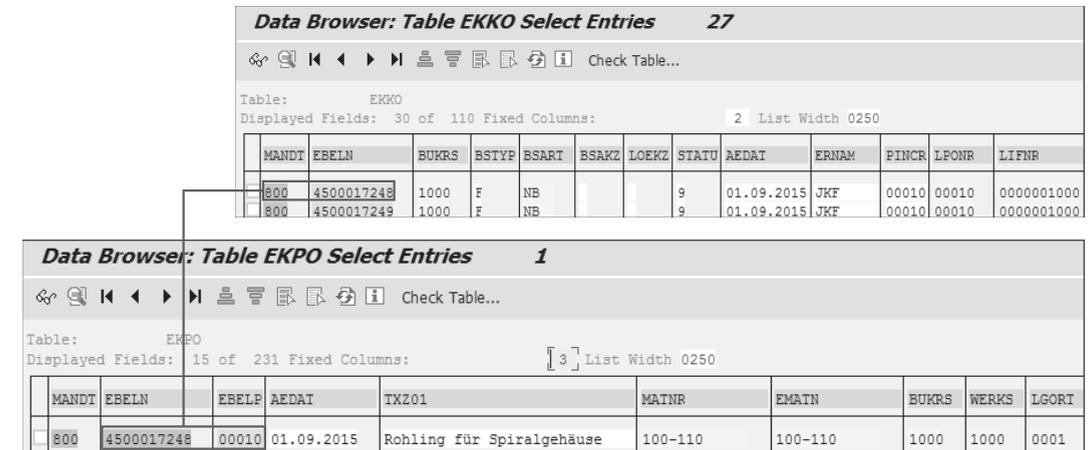 Data Browser: Table EKKO Select Entries 27
Check Table...
Table: EKKO
Displayed Fields: 30 of 110 Fixed Columns: 2 List Width 0250
MANDT EBELN BUKRS BSTYP BSART BSAKZ LOEKZ STATU AEDAT ERNAM PINCR LPONR LIFNR
800 4500017248 1000 F NB 9 01.09.2015 JKF 00010 00010 0000001000
800 4500017249 1000 F NB 9 01.09.2015 JKF 00010 00010 0000001000
Data Browser: Table EKPO Select Entries 1
Check Table...
Table: EKPO
Displayed Fields: 15 of 231 Fixed Columns: 3 List Width 0250
MANDT EBELN EBELP AEDAT TXZ01 MATNR EMATN BUKRS WERKS LGORT
800 4500017248 00010 01.09.2015 Rohling für Spiralgehäuse 100-110 100-110 1000 1000 0001